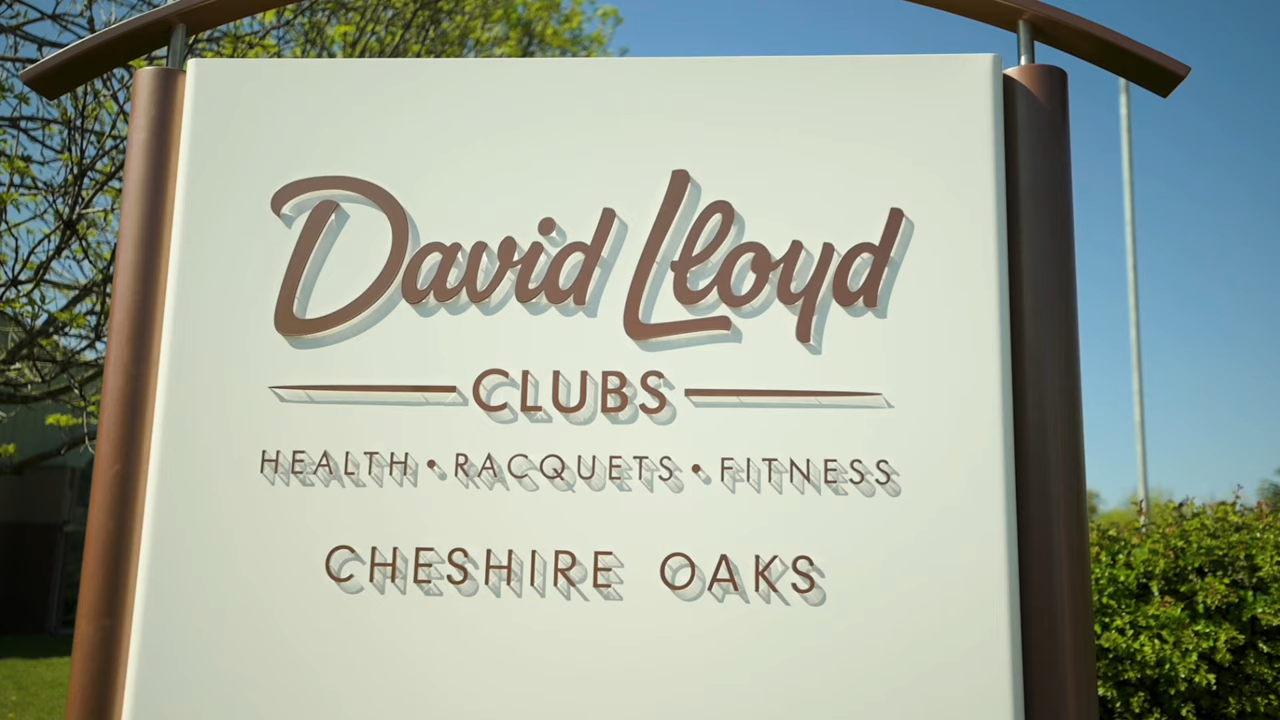 David Lloyd
CLUBS
HEALTH • RACQUETS • FITNESS
CHESHIRE OAKS